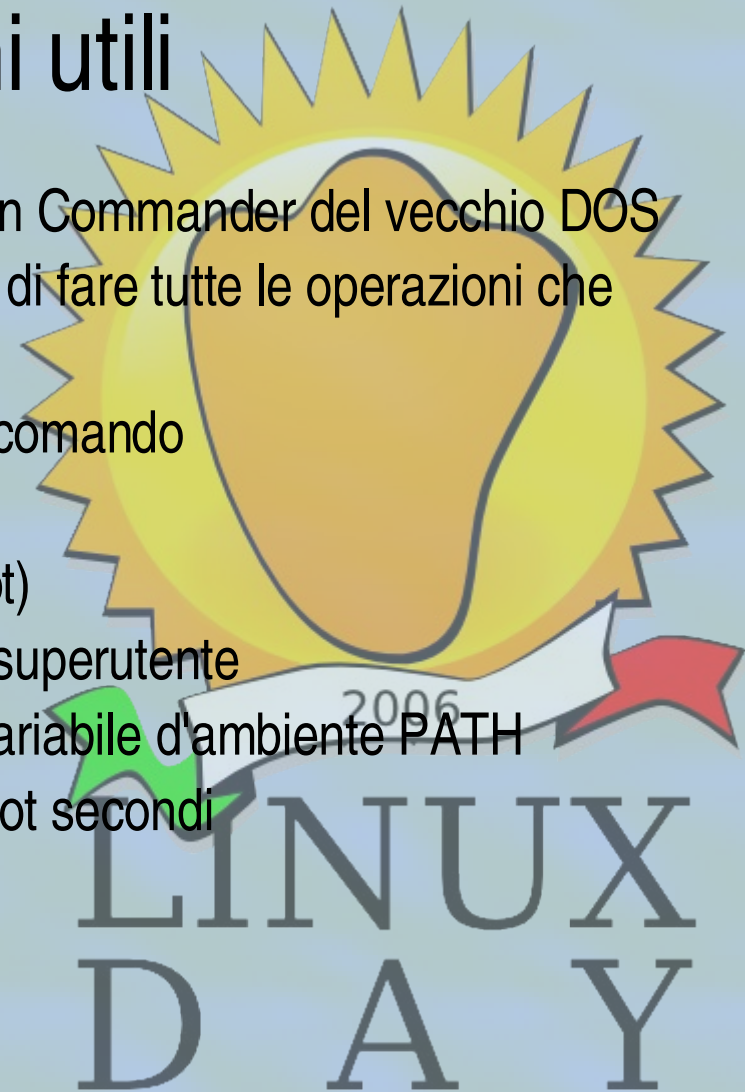 i utili
n Commander del vecchio DOS
di fare tutte le operazioni che
comando
ot)
superutente
ariabile d'ambiente PATH
ot secondi
2006
LINUX
D A Y